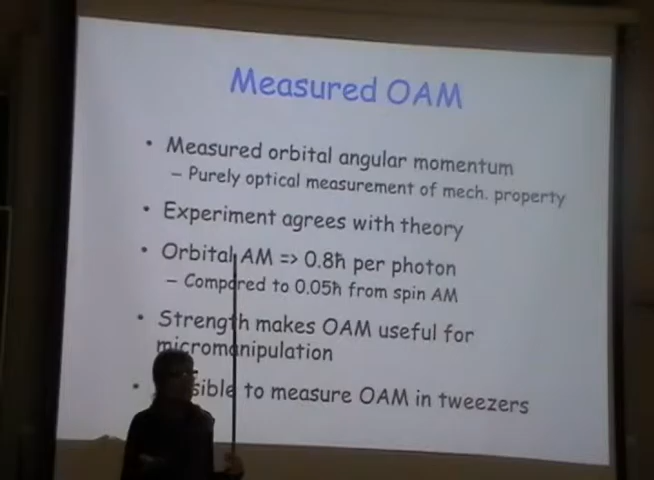 Measured OAM
• Measured orbital angular momentum
– Purely optical measurement of mech. property
• Experiment agrees with theory
• Orbital AM => 0.8ħ per photon
– Compared to 0.05ħ from spin AM
• Strength makes OAM useful for
micromanipulation
• to measure OAM in tweezers